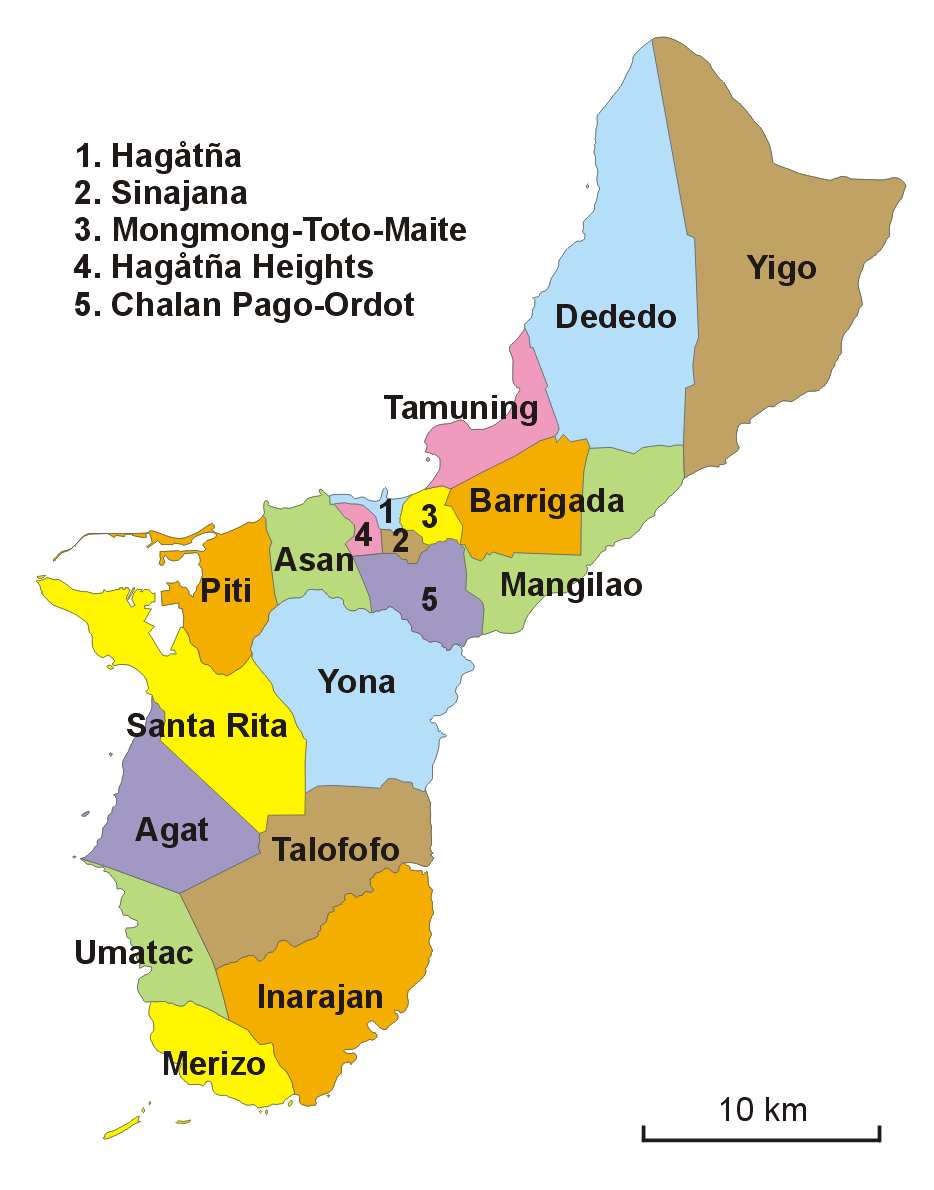 1. Hagåtña
2. Sinajana
3. Mongmong-Toto-Maite
4. Hagåtña Heights
5. Chalan Pago-Ordot
Yigo
Dededo
Tamuning
Barrigada
1
3
4
2
Asan
Mangilao
Piti
5
Yona
Santa Rita
Agat
Talofofo
Umatac
Inarajan
Merizo
10 km